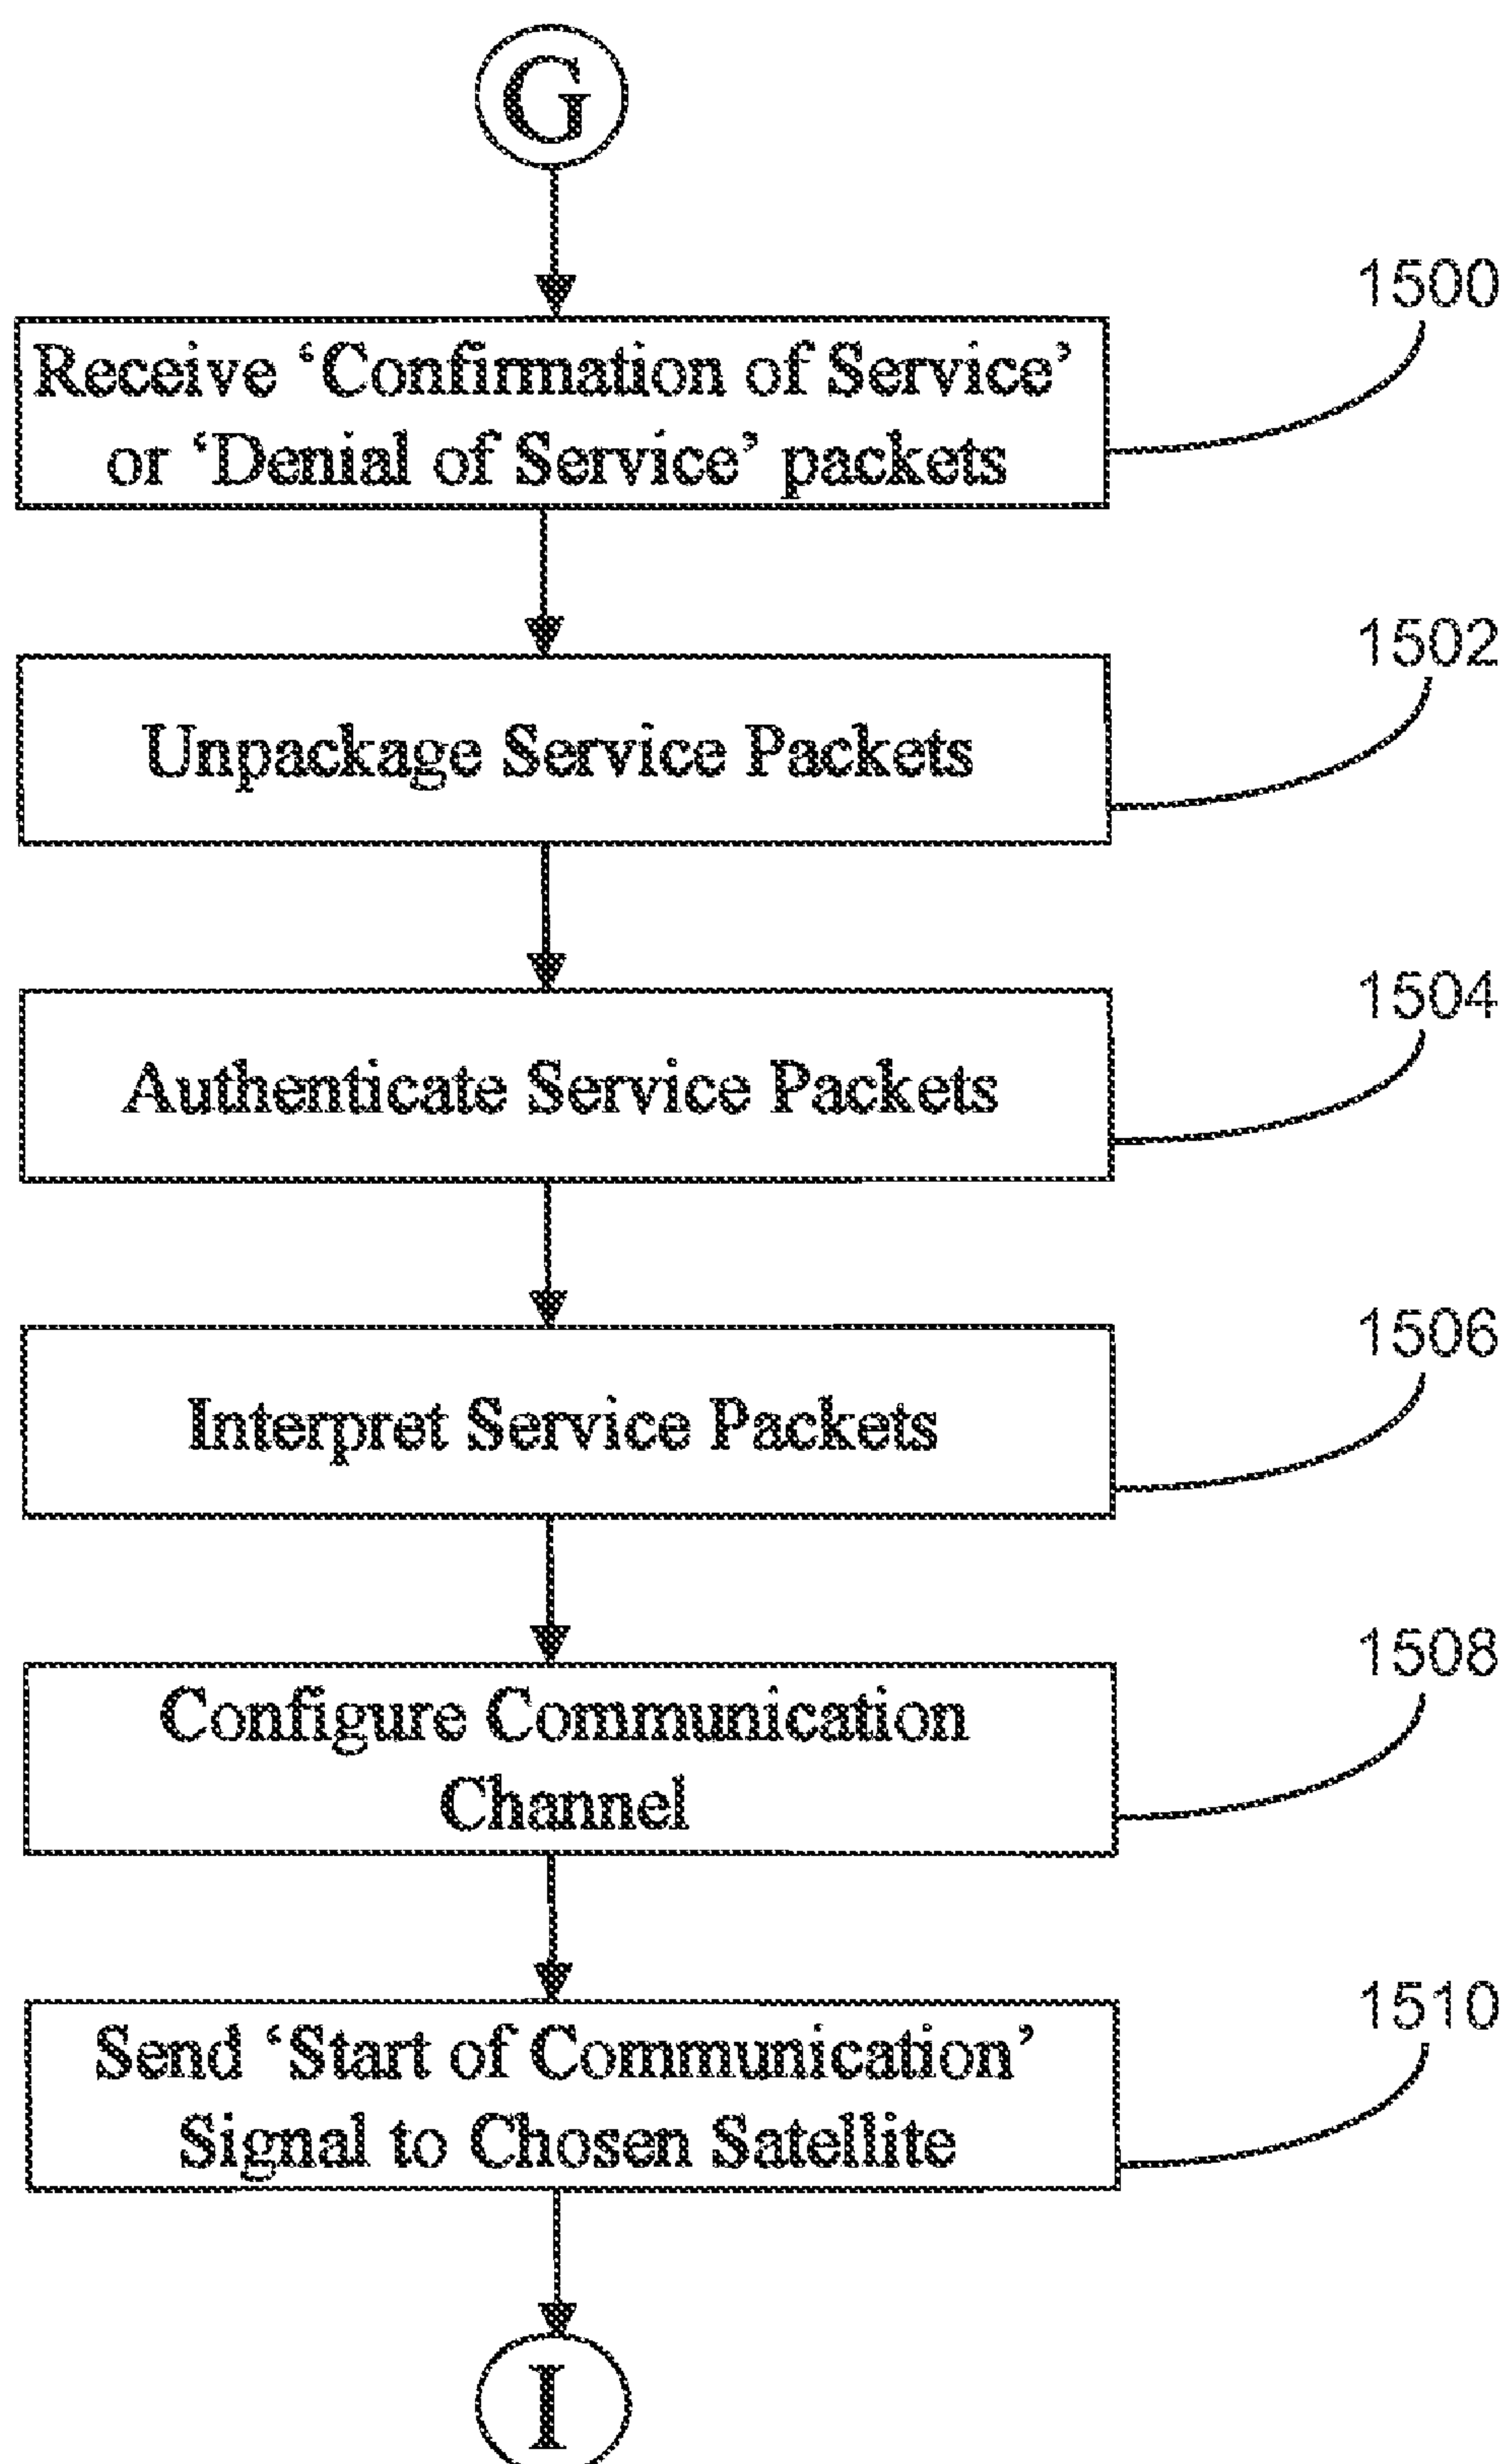 G
1500
Receive ‘Confirmation of Service’
or ‘Denial of Service’ packets
1502
Unpackage Service Packets
1504
Authenticate Service Packets
1506
Interpret Service Packets
1508
Configure Communication
Channel
1510
Send ‘Start of Communication’
Signal to Chosen Satellite
I